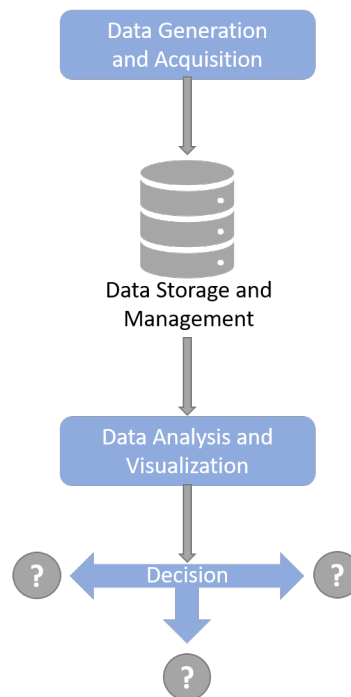 Data Generation
and Acquisition
Data Storage and
Management
Data Analysis and
Visualization
Decision
?
?
?